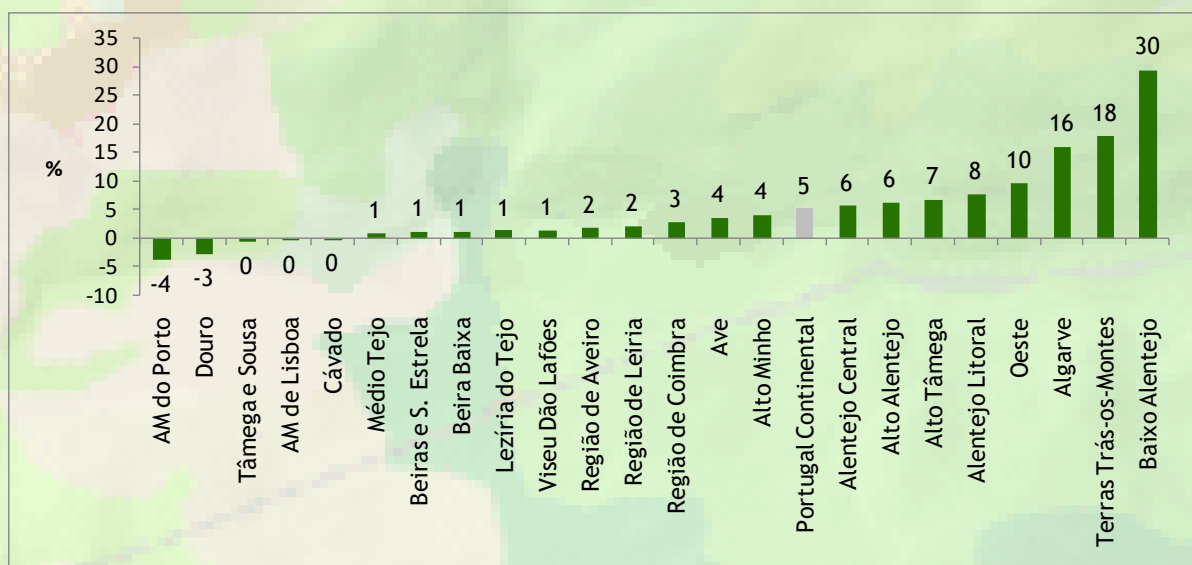 35
30
25
20
15
10
5
0
-5
-10
%
-4
-3
0
0
0
1
1
1
1
1
2
2
3
4
4
5
6
6
7
8
10
16
18
30
AM do Porto
Douro
Tâmega e Sousa
AM de Lisboa
Cávado
Médio Tejo
Beiras e S. Estrela
Beira Baixa
Lezíria do Tejo
Viseu Dão Lafões
Região de Aveiro
Região de Leiria
Região de Coimbra
Ave
Alto Minho
Portugal Continental
Alentejo Central
Alto Alentejo
Alto Tâmega
Alentejo Litoral
Oeste
Algarve
Terras Trás-os-Montes
Baixo Alentejo